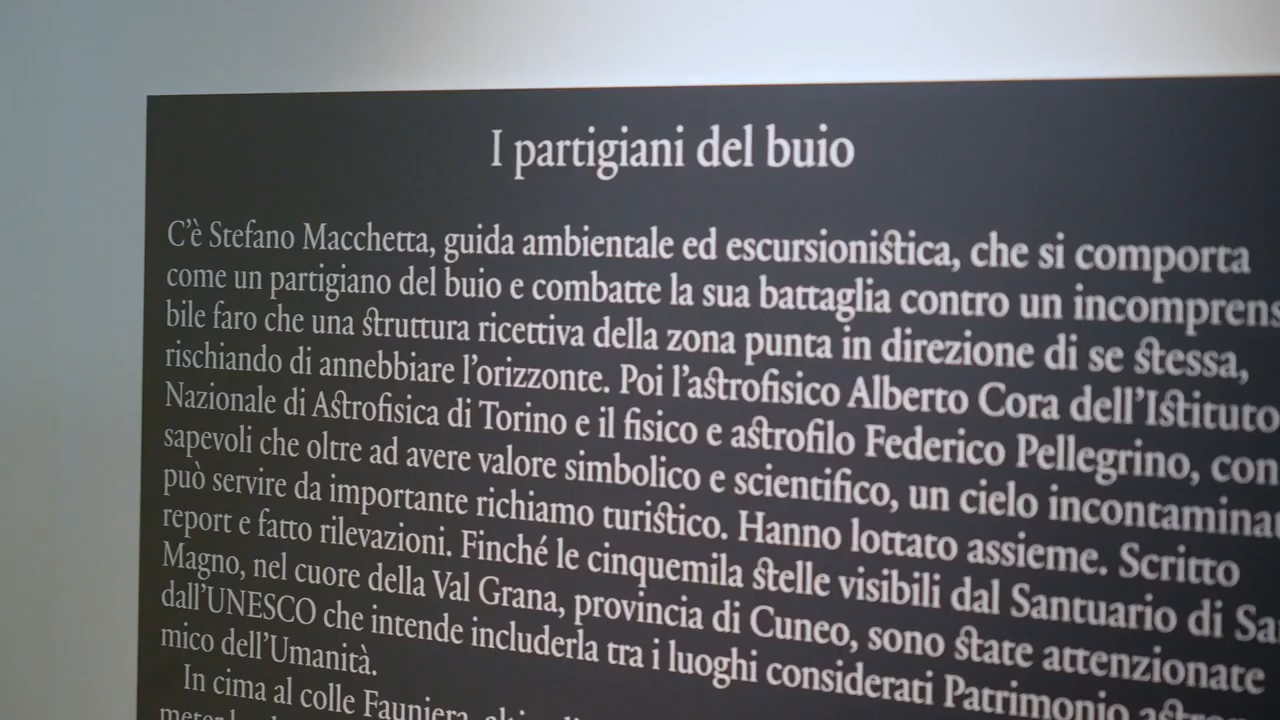 I partigiani del buio
C'è Stefano Macchetta, guida ambientale ed escursionistica, che si comporta
come un partigiano del buio e combatte la sua battaglia contro un incomprens
bile faro che una struttura ricettiva della zona punta in direzione di se stessa,
rischiando di annebbiare l'orizzonte. Poi l'astrofisico Alberto Cora dell'Istituto
Nazionale di Astrofisica di Torino e il fisico e astrofilo Federico Pellegrino, con
sapevoli che oltre ad avere valore simbolico e scientifico, un cielo incontamina
può servire da importante richiamo turistico. Hanno lottato assieme. Scritto
report e fatto rilevazioni. Finché le cinquemila stelle visibili dal Santuario di Sa
Magno, nel cuore della Val Grana, provincia di Cuneo, sono state attenzionate
dall'UNESCO che intende includerla tra i luoghi considerati Patrimonio astro
mico dell'Umanità.
In cima al colle Fauniera,